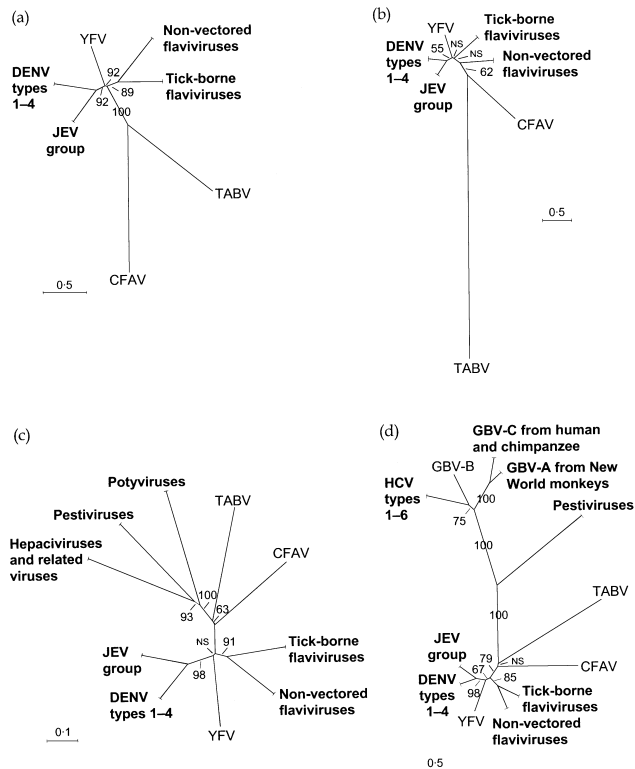 (a)
YFV
Non-vectored
flaviviruses
92
DENV
types
1–4
Tick-borne
flaviviruses
89
92
100
JEV
group
TABV
CFAV
0·5
(b)
YFV
Tick-borne
flaviviruses
DENV
types
1–4
55
NS
NS
Non-vectored
flaviviruses
62
JEV
group
CFAV
0·5
TABV
(c)
Potyviruses
TABV
Pestiviruses
Hepaciviruses
and related
viruses
CFAV
100
93
63
NS
91
JEV
group
Tick-borne
flaviviruses
98
DENV
types 1–4
Non-vectored
flaviviruses
YFV
0·1
(d)
GBV-C from human
and chimpanzee
GBV-B
GBV-A from New
World monkeys
HCV
types
1–6
100
75
Pestiviruses
100
100
TABV
JEV
group
79
NS
CFAV
67
85
DENV
types
1–4
98
Tick-borne
flaviviruses
YFV
Non-vectored
flaviviruses
0·5